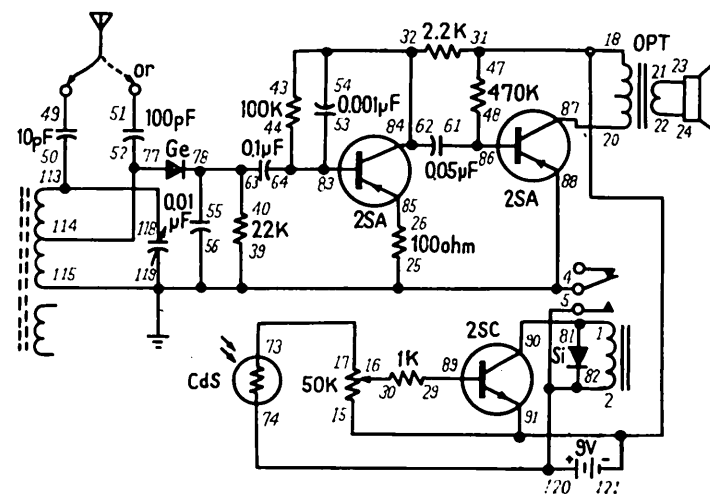 or
49
10pF
50
51
100pF
52
77
Ge
78
113
114
115
0.01
µF
118
119
55
56
40
22K
39
0.1µF
63
64
43
100K
44
54
0.001µF
53
83
84
85
2SA
26
100ohm
25
32
2.2K
31
62
61
0.05µF
47
470K
48
86
87
88
2SA
18
OPT
20
21
22
23
24
4
5
73
CdS
74
17
50K
15
16
1K
30
29
89
2SC
90
91
81
Si
82
1
2
9V
+
-
120
121